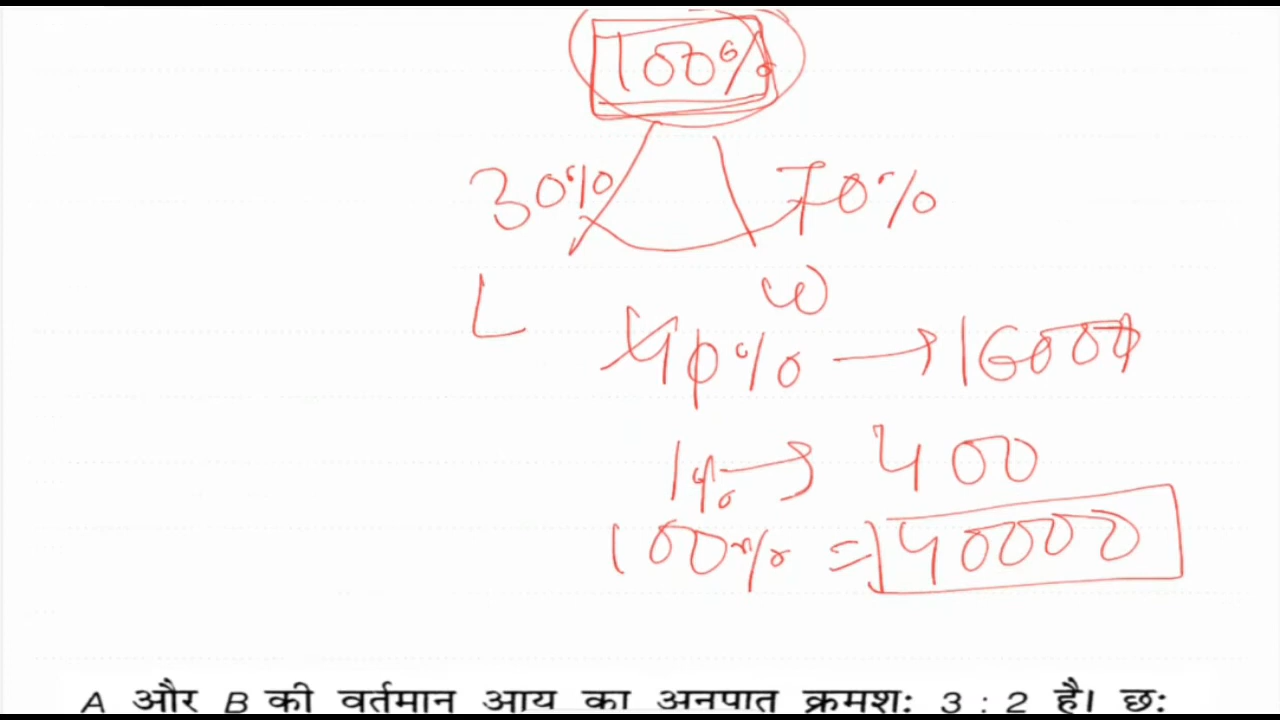 100%
30% 70%
L W
40% → 16000
1% → 400
100% = 40000
A और B की वर्तमान आय का अनुपात क्रमश: 3 : 2 है। छ: